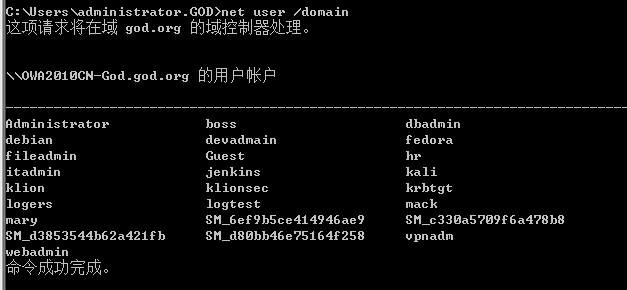 C:\Users\administrator.GOD>net user /domain
这项请求将在域 god.org 的域控制器处理。
\\OWA2010CN-God.god.org 的用户帐户
-------------------------------------------------------------------------------
Administrator            boss                     dbadmin
debian                   devadmain                fedora
fileadmin                Guest                    hr
itadmin                  jenkins                  kali
klion                    klionsec                 krbtgt
logers                   logtest                  mack
mary                     SM_6ef9b5ce414946ae9     SM_c330a5709f6a478b8
SM_d3853544b62a421fb     SM_d80bb46e75164f258     vpnadm
webadmin
命令成功完成。